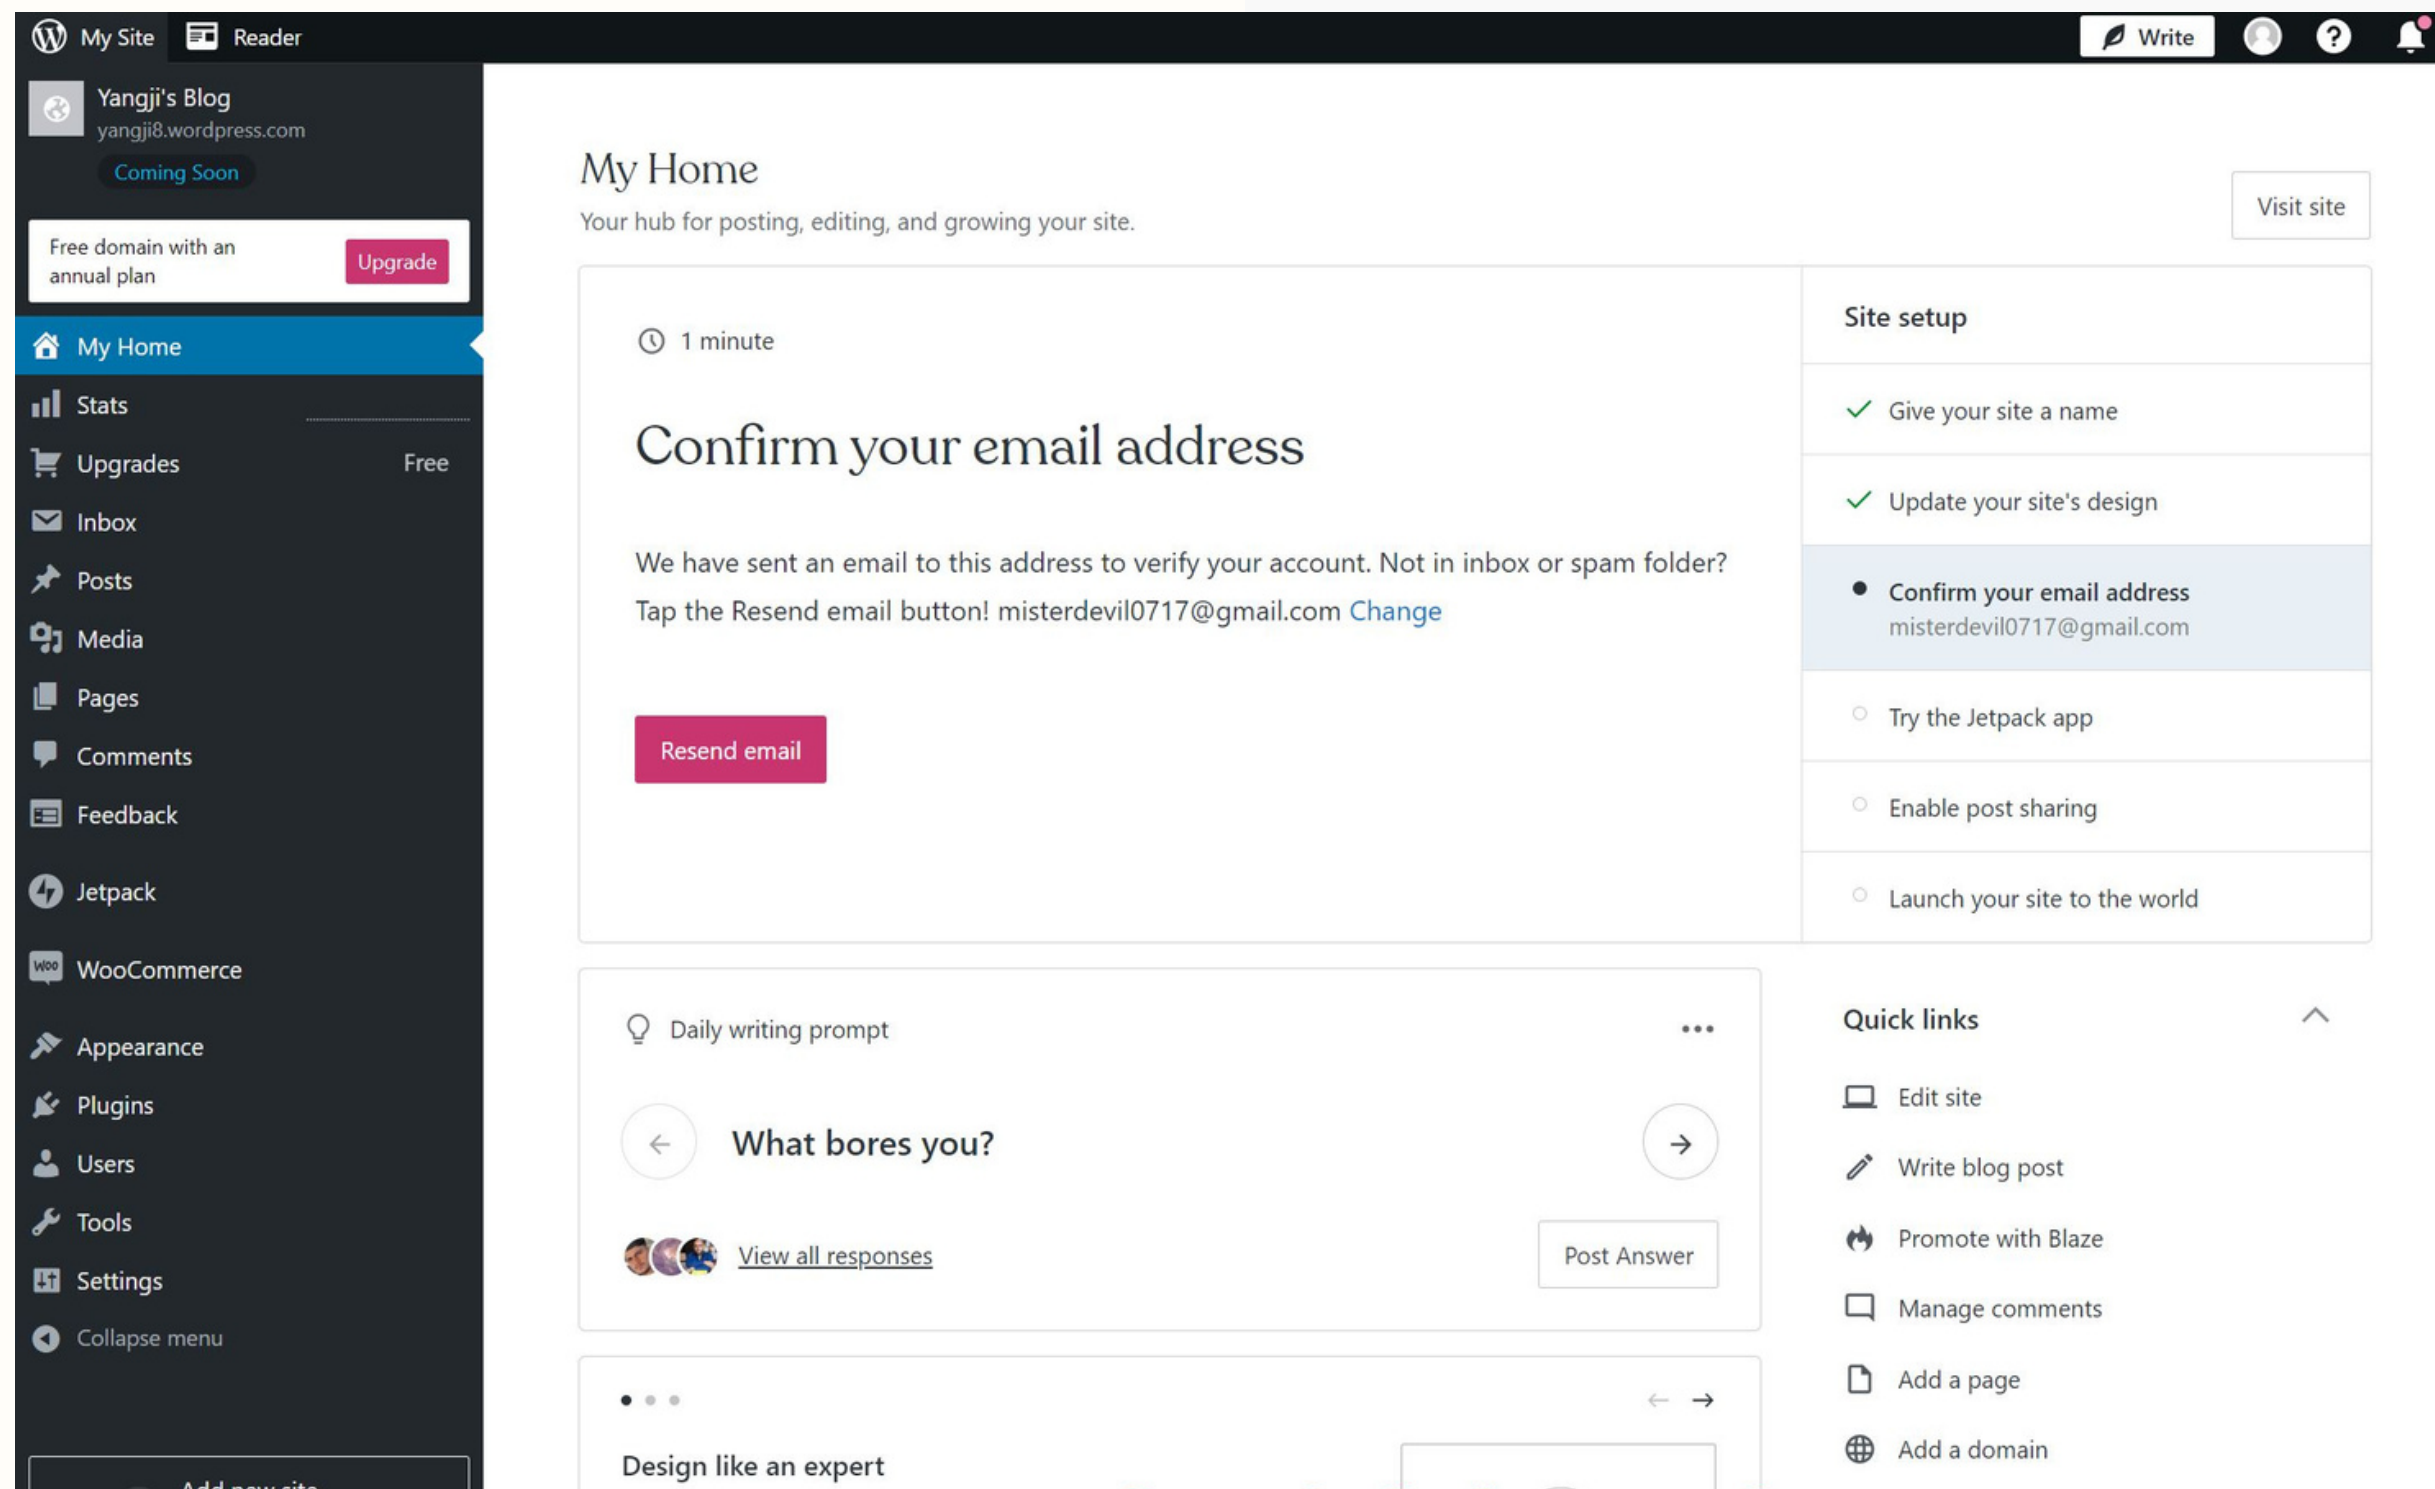 My Site
Reader
Write
Yangji's Blog
yangji8.wordpress.com
Coming Soon
Free domain with an
annual plan
Upgrade
My Home
Stats
Upgrades
Free
Inbox
Posts
Media
Pages
Comments
Feedback
Jetpack
Woo
WooCommerce
Appearance
Plugins
Users
Tools
Settings
Collapse menu
Add new site
My Home
Your hub for posting, editing, and growing your site.
Visit site
1 minute
Confirm your email address
We have sent an email to this address to verify your account. Not in inbox or spam folder?
Tap the Resend email button! misterdevil0717@gmail.com Change
Resend email
Site setup
Give your site a name
Update your site's design
Confirm your email address
misterdevil0717@gmail.com
Try the Jetpack app
Enable post sharing
Launch your site to the world
Daily writing prompt
What bores you?
View all responses
Post Answer
Design like an expert
Quick links
Edit site
Write blog post
Promote with Blaze
Manage comments
Add a page
Add a domain